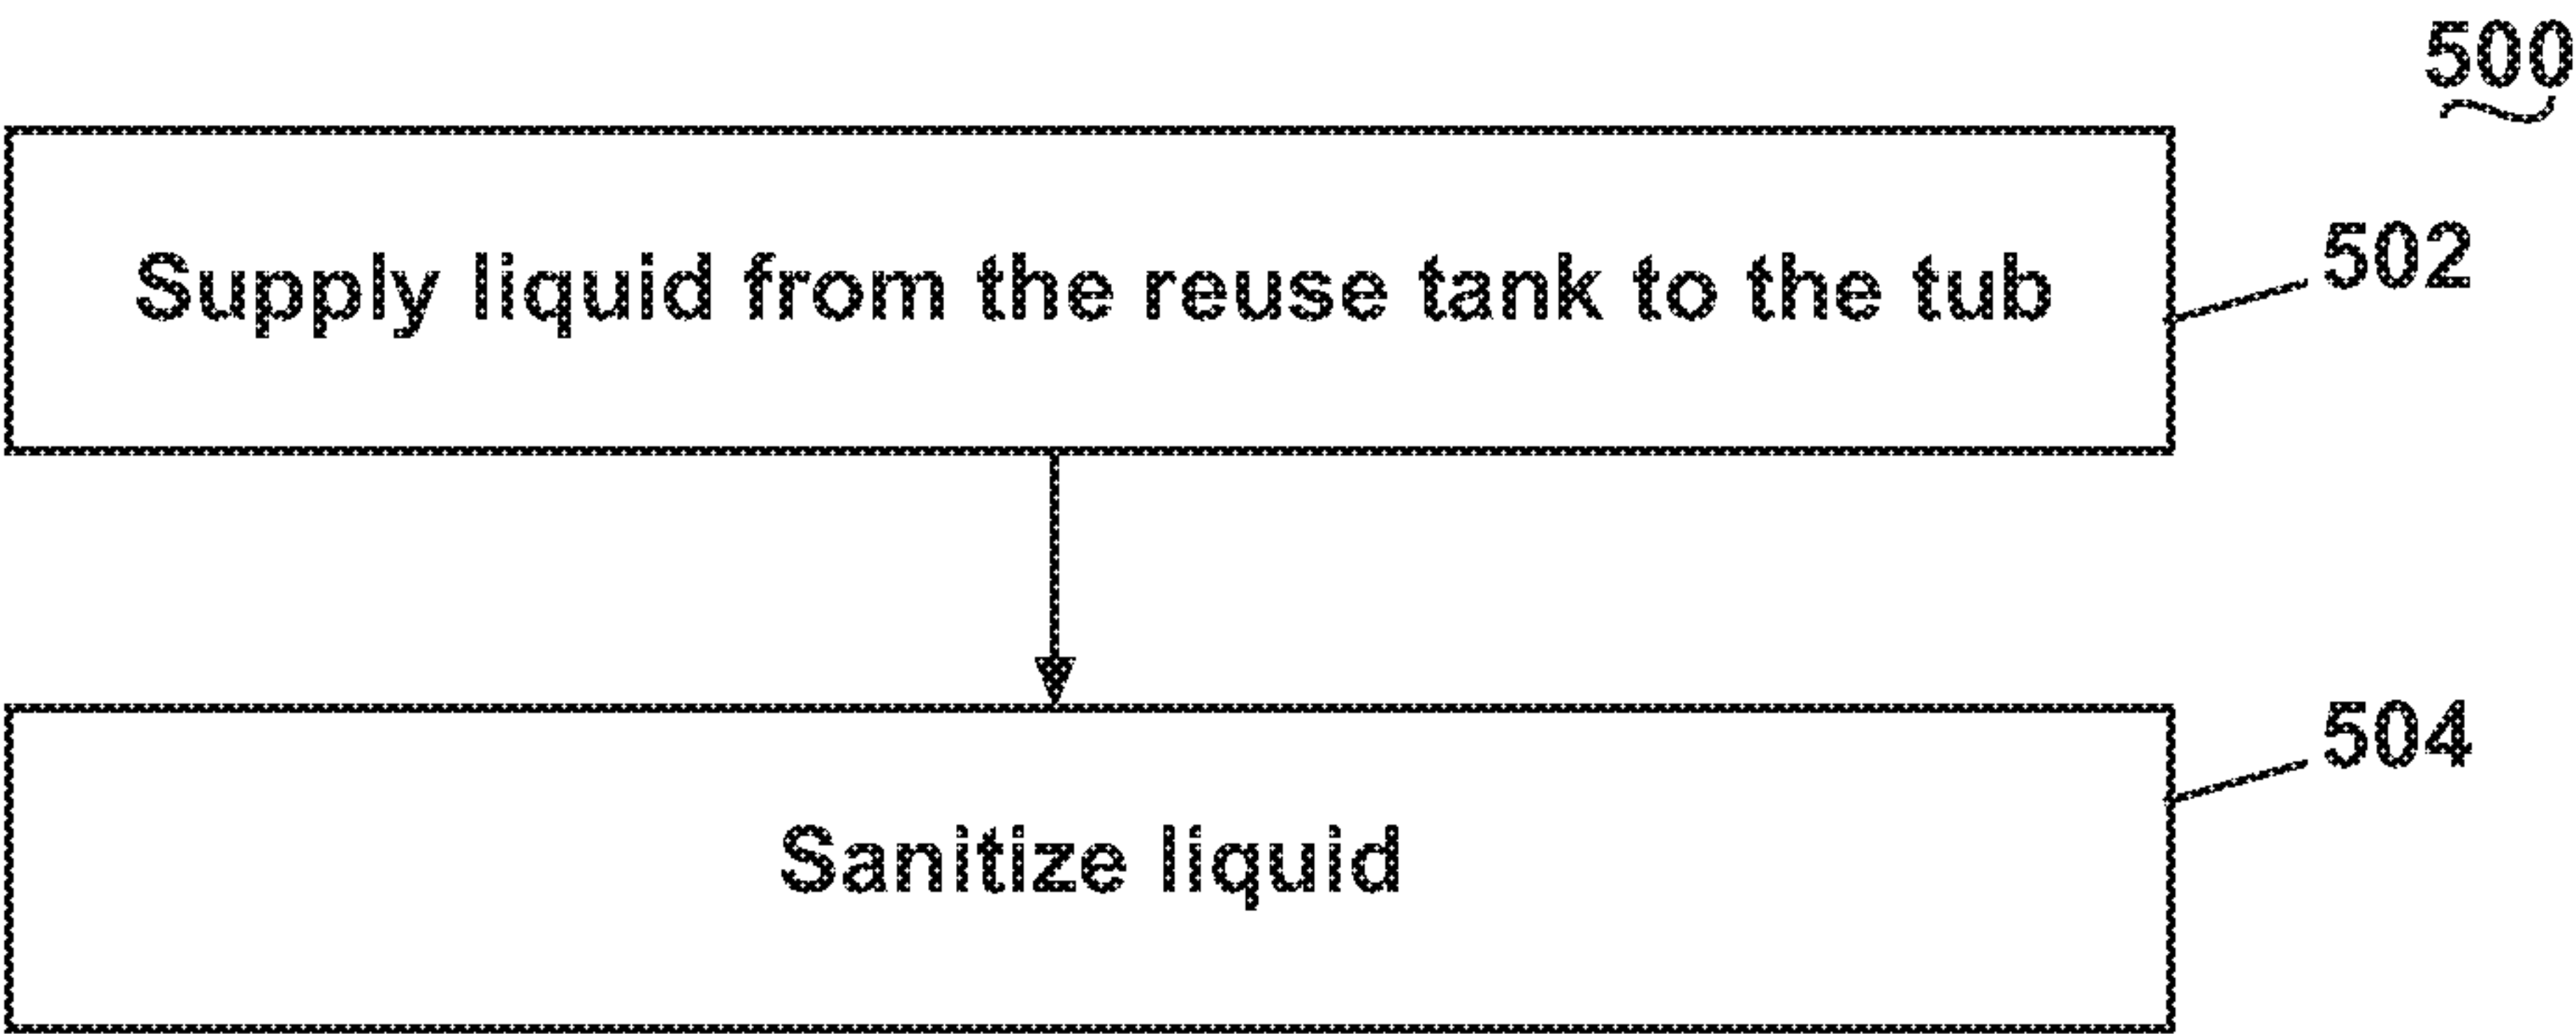 500
Supply liquid from the reuse tank to the tub
502
504
Sanitize liquid